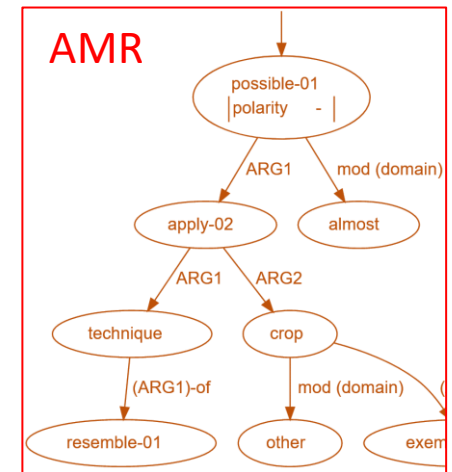 AMR
possible-01
polarity -
ARG1 mod (domain)
apply-02 almost
ARG1 ARG2
technique crop
(ARG1)-of mod (domain) (
resemble-01 other exem